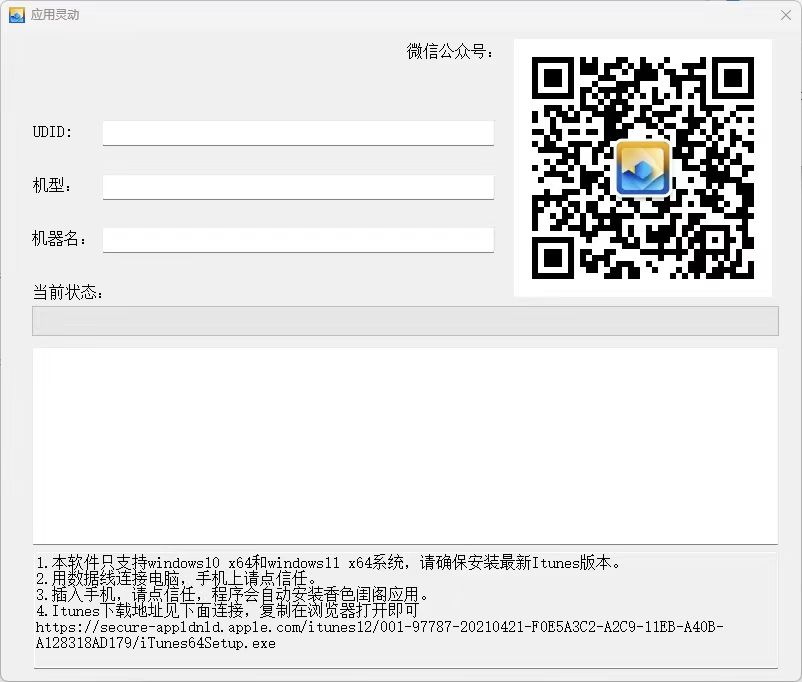 应用灵动
微信公众号:
UDID:
机型:
机器名:
当前状态:
1.本软件只支持windows10 x64和windows11 x64系统，请确保安装最新Itunes版本。
2.用数据线连接电脑，手机上请点信任。
3.插入手机，请点信任，程序会自动安装香色闺阁应用。
4.Itunes下载地址见下面连接，复制在浏览器打开即可
https://secure-appldnld.apple.com/itunes12/001-97787-20210421-F0E5A3C2-A2C9-11EB-A40B-
A128318AD179/iTunes64Setup.exe